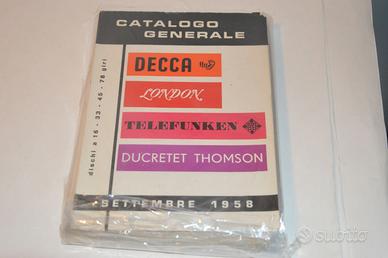 CATALOGO
GENERALE
DECCA
LONDON
TELEFUNKEN
DUCRETET THOMSON
dischi a 16 - 33 - 45 - 78 giri
SETTEMBRE 1958
subito